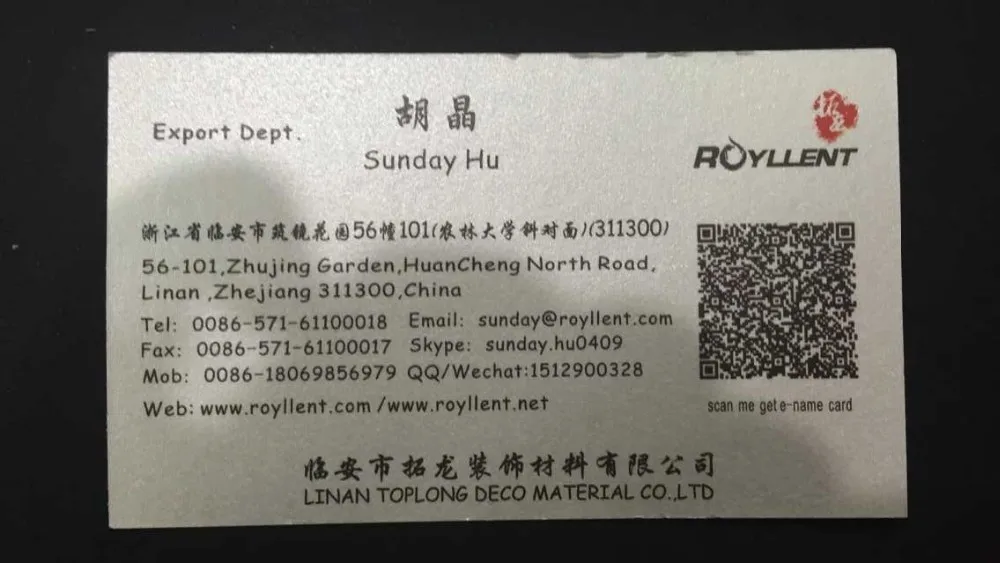 胡晶
Export Dept.
Sunday Hu
ROYLLENT
浙江省临安市筑镜花园56幢101(农林大学斜对面)(311300)
56-101,Zhujing Garden,HuanCheng North Road,
Linan ,Zhejiang 311300,China
Tel: 0086-571-61100018 Email: sunday@royllent.com
Fax: 0086-571-61100017 Skype: sunday.hu0409
Mob: 0086-18069856979 QQ/Wechat:1512900328
Web: www.royllent.com /www.royllent.net
scan me get e-name card
临安市拓龙装饰材料有限公司
LINAN TOPLONG DECO MATERIAL CO.,LTD